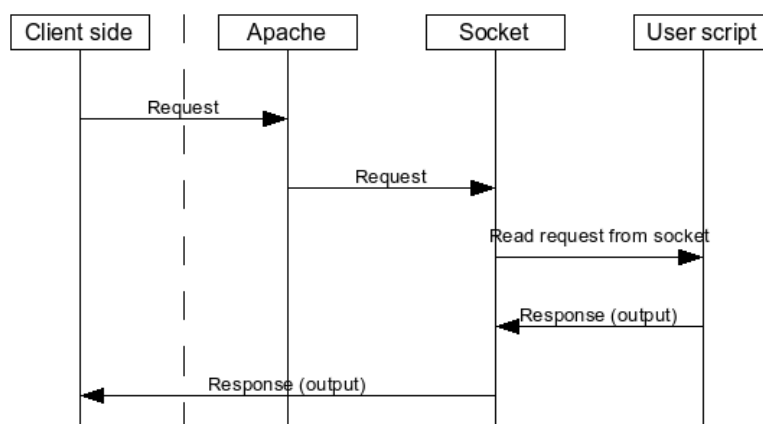 Client side
Apache
Socket
User script
Request
Request
Read request from socket
Response (output)
Response (output)